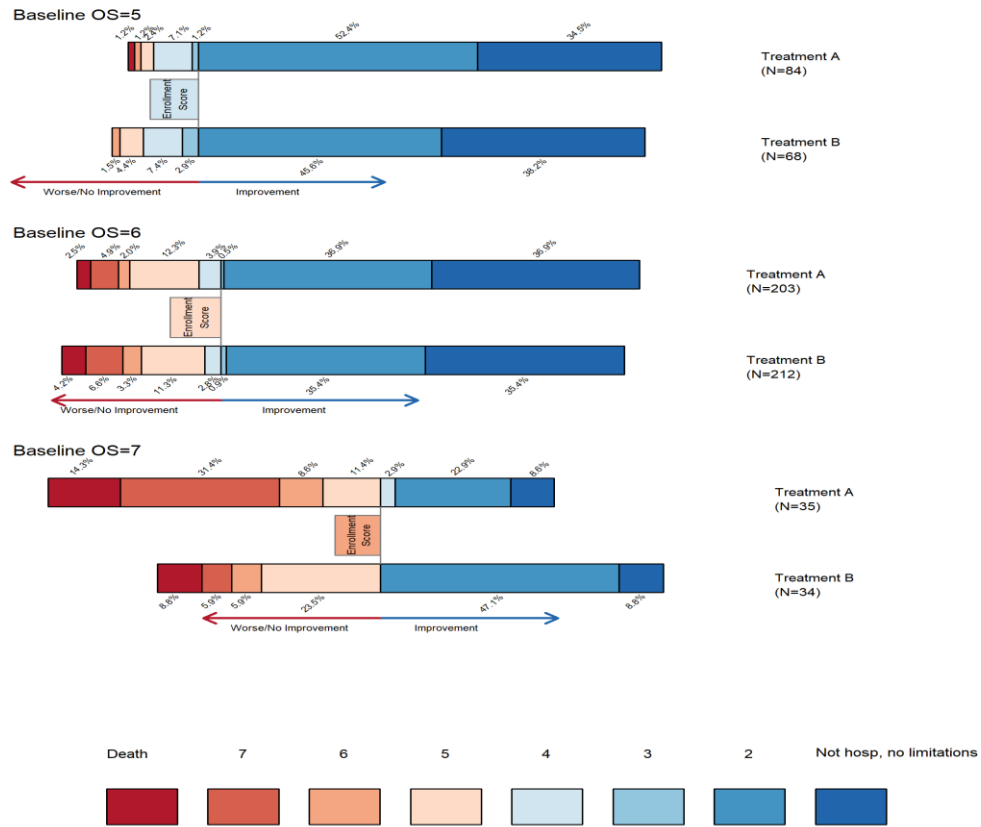 Baseline OS=5
1.2%
1.2%
2.4%
7.1%
1.2%
52.4%
34.5%
Treatment A
(N=84)
Enrollment
Score
Treatment B
(N=68)
1.5%
4.4%
7.4%
2.9%
45.6%
38.2%
Worse/No Improvement
Improvement
Baseline OS=6
2.5%
4.9%
2.0%
12.3%
3.9%
0.5%
36.9%
36.9%
Treatment A
(N=203)
Enrollment
Score
Treatment B
(N=212)
4.2%
6.6%
3.3%
11.3%
2.8%
0.9%
35.4%
35.4%
Worse/No Improvement
Improvement
Baseline OS=7
14.3%
31.4%
8.6%
11.4%
2.9%
22.9%
8.6%
Treatment A
(N=35)
Enrollment
Score
Treatment B
(N=34)
8.8%
5.9%
5.9%
23.5%
47.1%
8.8%
Worse/No Improvement
Improvement
Death 7 6 5 4 3 2 Not hosp, no limitations